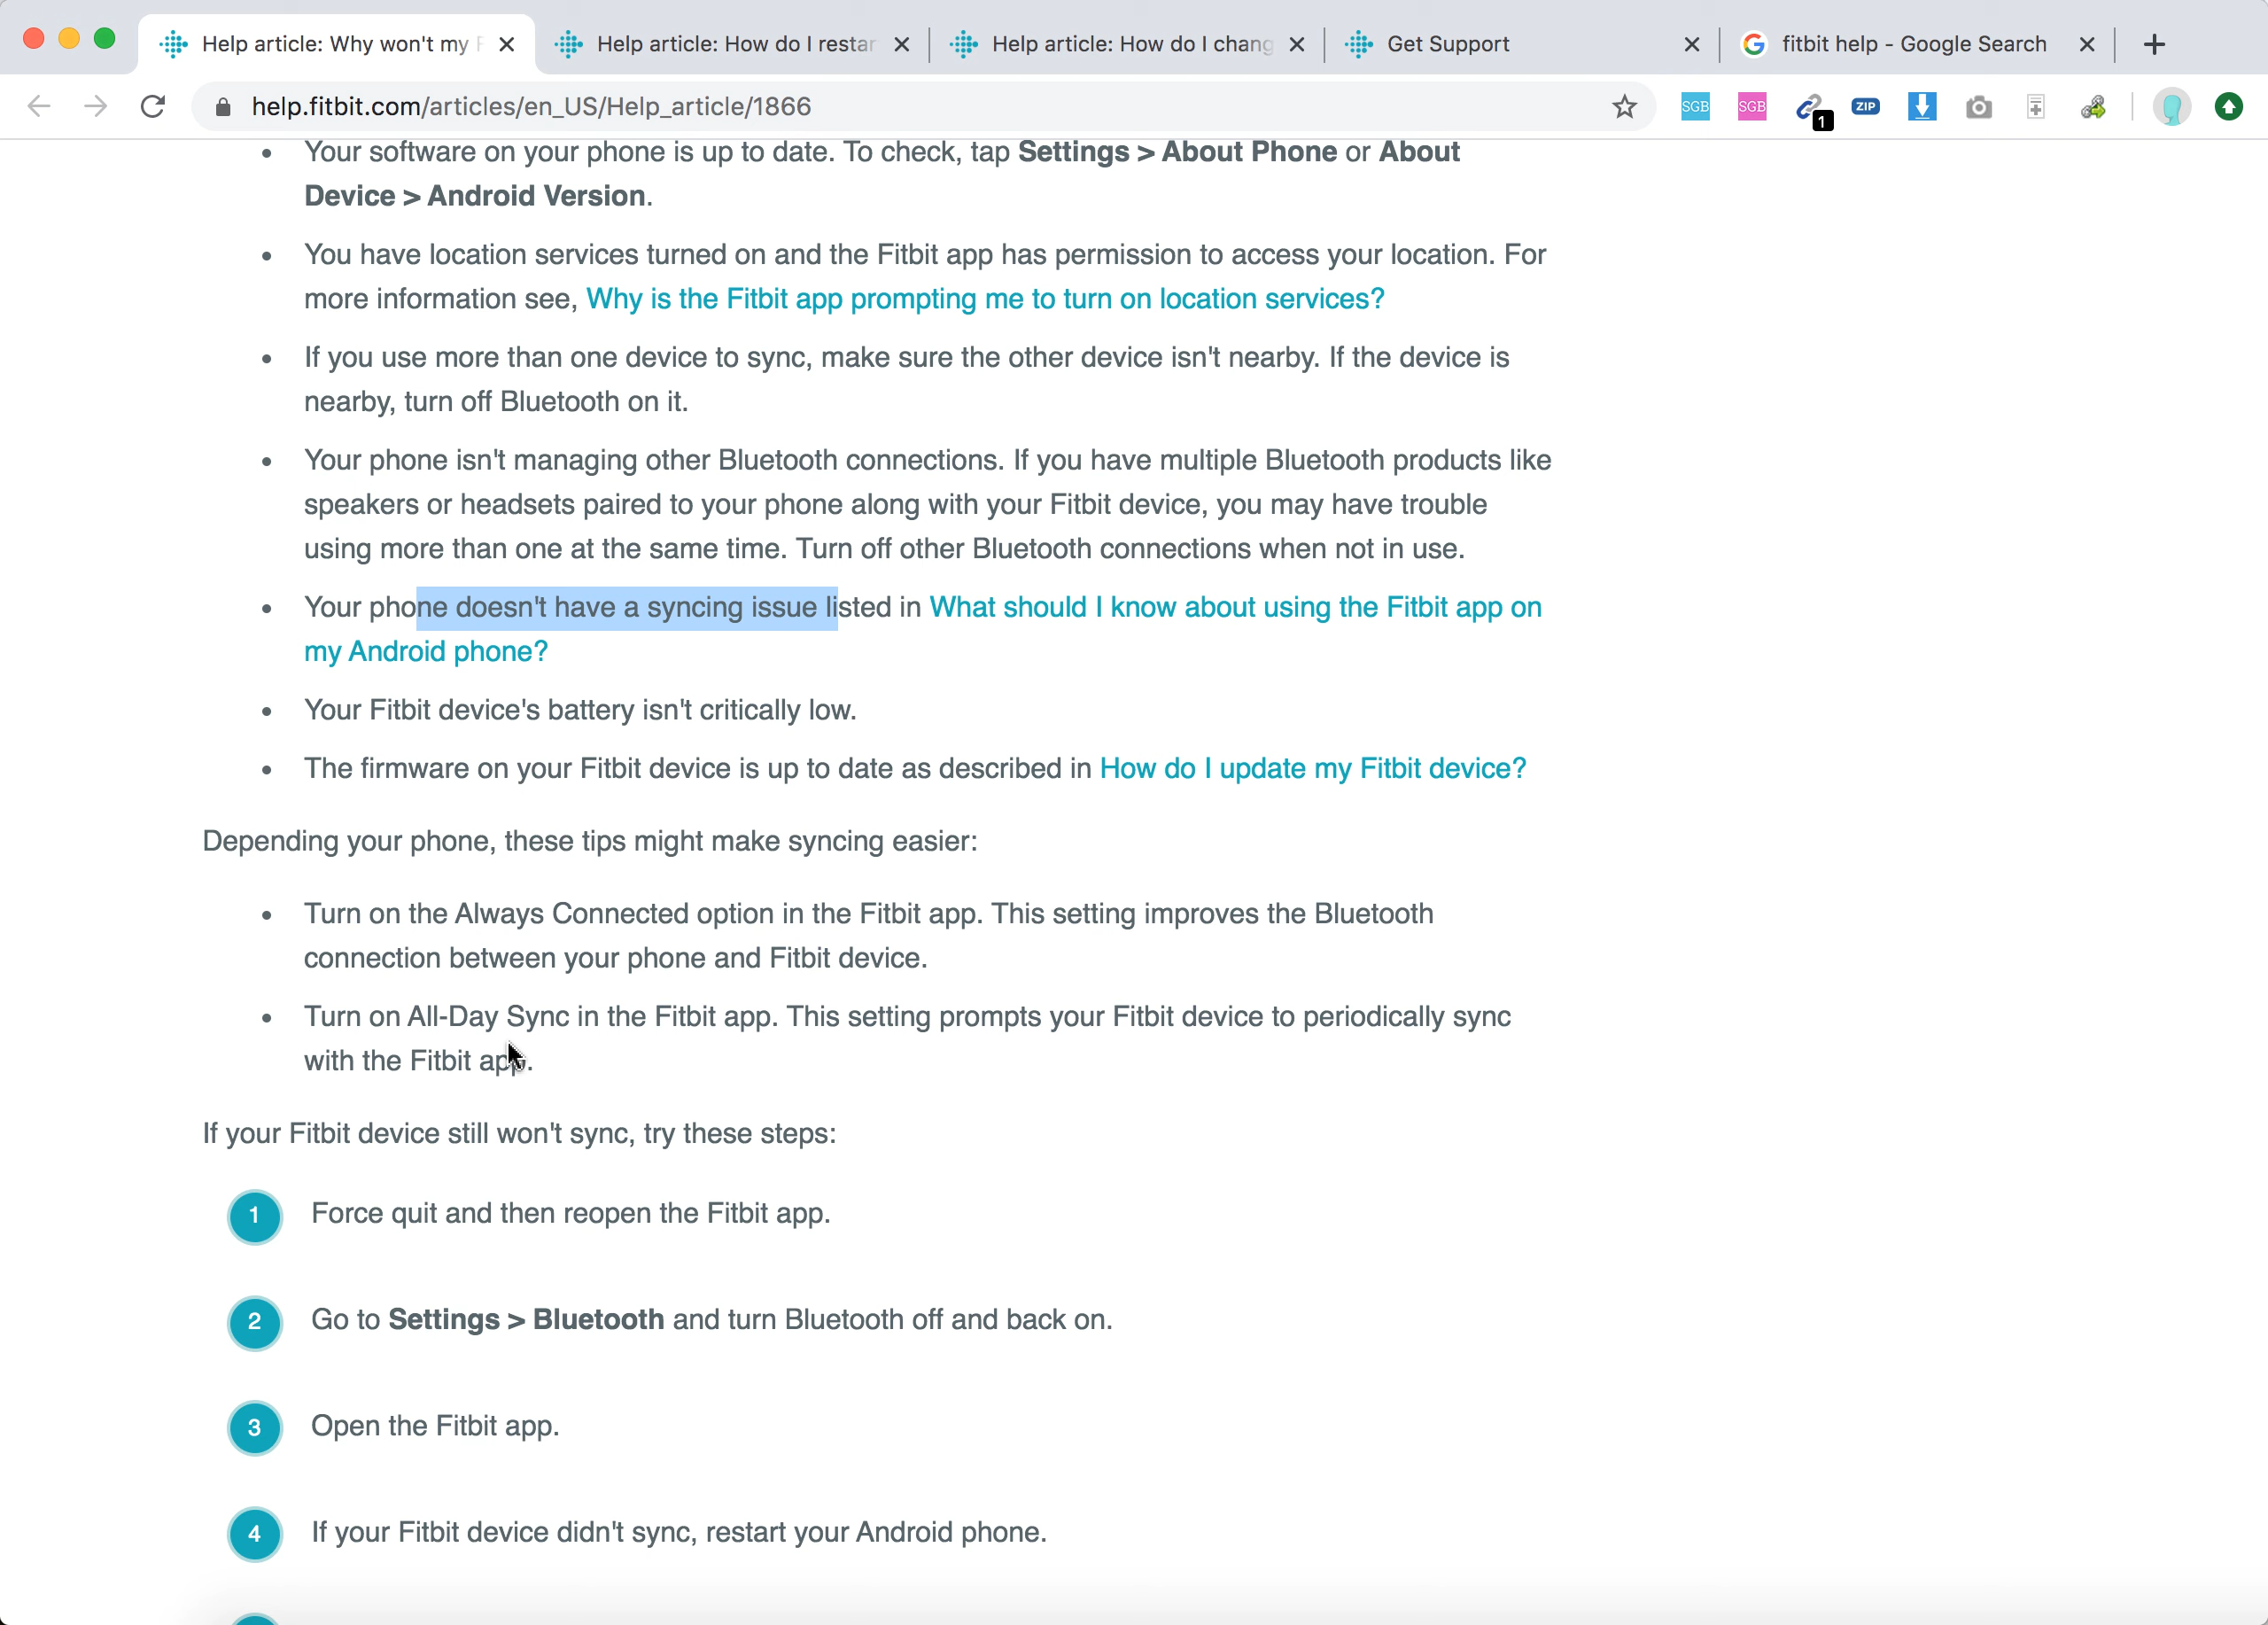 Help article: Why won't my
Help article: How do I restar
Help article: How do I chang
Get Support
fitbit help - Google Search
help.fitbit.com/articles/en_US/Help_article/1866
SGB
SGB
1
ZIP
Your software on your phone is up to date. To check, tap Settings > About Phone or About
Device > Android Version.
You have location services turned on and the Fitbit app has permission to access your location. For
more information see, Why is the Fitbit app prompting me to turn on location services?
If you use more than one device to sync, make sure the other device isn't nearby. If the device is
nearby, turn off Bluetooth on it.
Your phone isn't managing other Bluetooth connections. If you have multiple Bluetooth products like
speakers or headsets paired to your phone along with your Fitbit device, you may have trouble
using more than one at the same time. Turn off other Bluetooth connections when not in use.
Your phone doesn't have a syncing issue listed in What should I know about using the Fitbit app on
my Android phone?
Your Fitbit device's battery isn't critically low.
The firmware on your Fitbit device is up to date as described in How do I update my Fitbit device?
Depending your phone, these tips might make syncing easier:
Turn on the Always Connected option in the Fitbit app. This setting improves the Bluetooth
connection between your phone and Fitbit device.
Turn on All-Day Sync in the Fitbit app. This setting prompts your Fitbit device to periodically sync
with the Fitbit app.
If your Fitbit device still won't sync, try these steps:
1 Force quit and then reopen the Fitbit app.
2 Go to Settings > Bluetooth and turn Bluetooth off and back on.
3 Open the Fitbit app.
4 If your Fitbit device didn't sync, restart your Android phone.